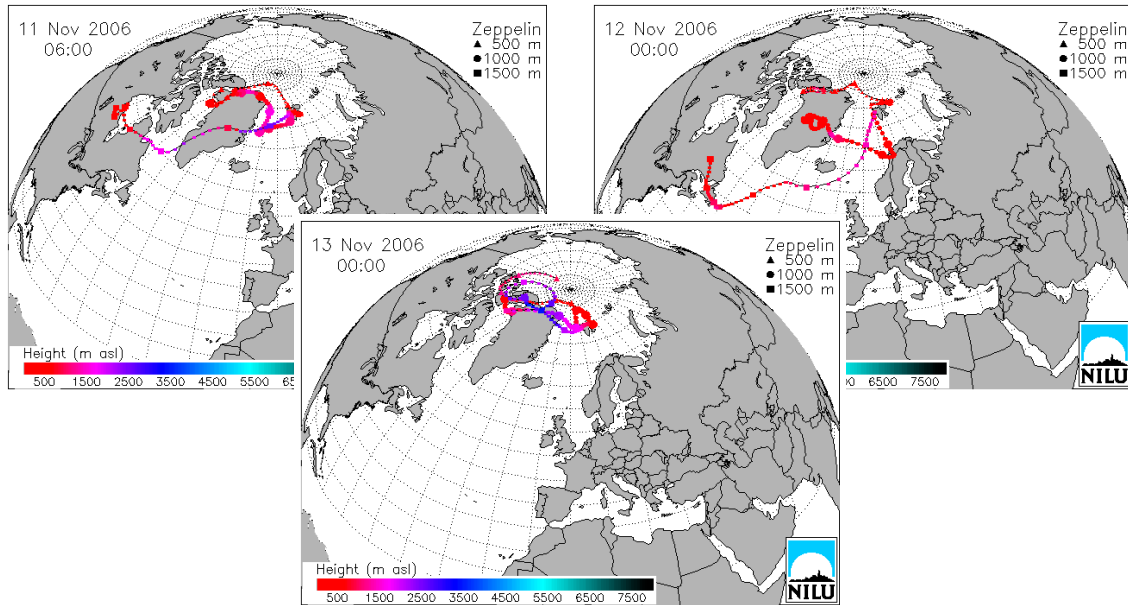 11 Nov 2006
06:00
Zeppelin
▲ 500 m
● 1000 m
■ 1500 m
Height (m asl)
500 1500 2500 3500 4500 5500
12 Nov 2006
00:00
Zeppelin
▲ 500 m
● 1000 m
■ 1500 m
6500 7500
NILU
13 Nov 2006
00:00
Zeppelin
▲ 500 m
● 1000 m
■ 1500 m
Height (m asl)
500 1500 2500 3500 4500 5500 6500 7500
NILU